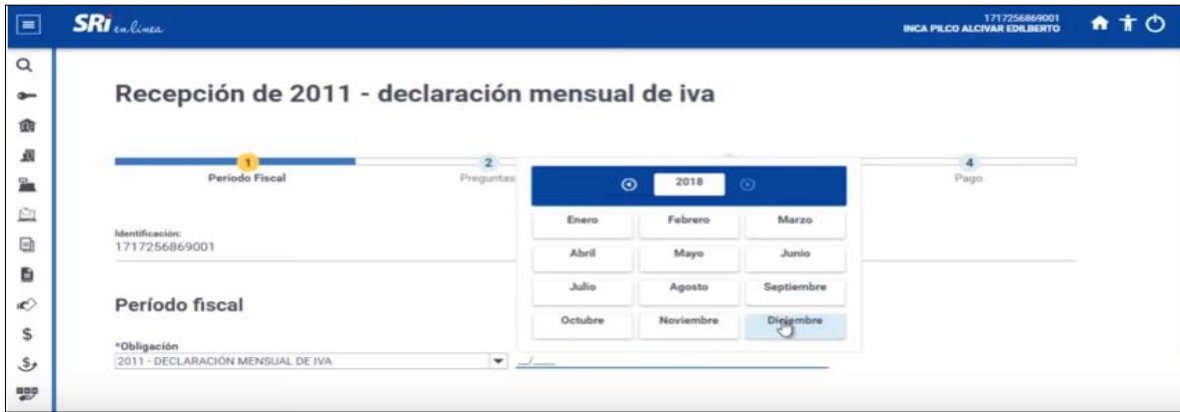 SRi en línea
1717256869001
INCA PILCO ALCIVAR EDILBERTO
Recepción de 2011 - declaración mensual de iva
1
2
4
Período Fiscal
Preguntas
Pago
2018
Enero
Febrero
Marzo
Abril
Mayo
Junio
Julio
Agosto
Septiembre
Octubre
Noviembre
Diciembre
Identificación:
1717256869001
Período fiscal
*Obligación
2011 - DECLARACIÓN MENSUAL DE IVA
__/____